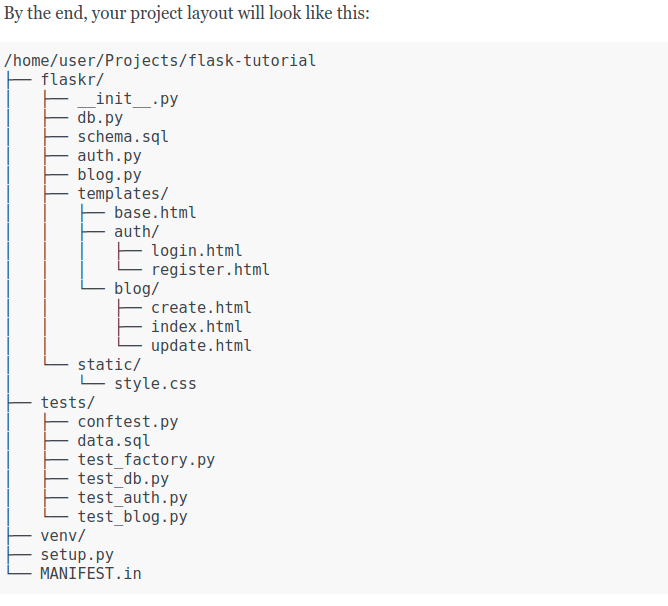 By the end, your project layout will look like this:
/home/user/Projects/flask-tutorial
├── flaskr/
│   ├── __init__.py
│   ├── db.py
│   ├── schema.sql
│   ├── auth.py
│   ├── blog.py
│   ├── templates/
│   │   ├── base.html
│   │   ├── auth/
│   │   │   ├── login.html
│   │   │   └── register.html
│   │   └── blog/
│   │       ├── create.html
│   │       ├── index.html
│   │       └── update.html
│   └── static/
│       └── style.css
├── tests/
│   ├── conftest.py
│   ├── data.sql
│   ├── test_factory.py
│   ├── test_db.py
│   ├── test_auth.py
│   └── test_blog.py
├── venv/
├── setup.py
└── MANIFEST.in